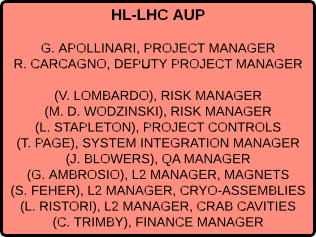 HL-LHC AUP
G. APOLLINARI, PROJECT MANAGER
R. CARCAGNO, DEPUTY PROJECT MANAGER
(V. LOMBARDO), RISK MANAGER
(M. D. WODZINSKI), RISK MANAGER
(L. STAPLETON), PROJECT CONTROLS
(T. PAGE), SYSTEM INTEGRATION MANAGER
(J. BLOWERS), QA MANAGER
(G. AMBROSIO), L2 MANAGER, MAGNETS
(S. FEHER), L2 MANAGER, CRYO-ASSEMBLIES
(L. RISTORI), L2 MANAGER, CRAB CAVITIES
(C. TRIMBY), FINANCE MANAGER